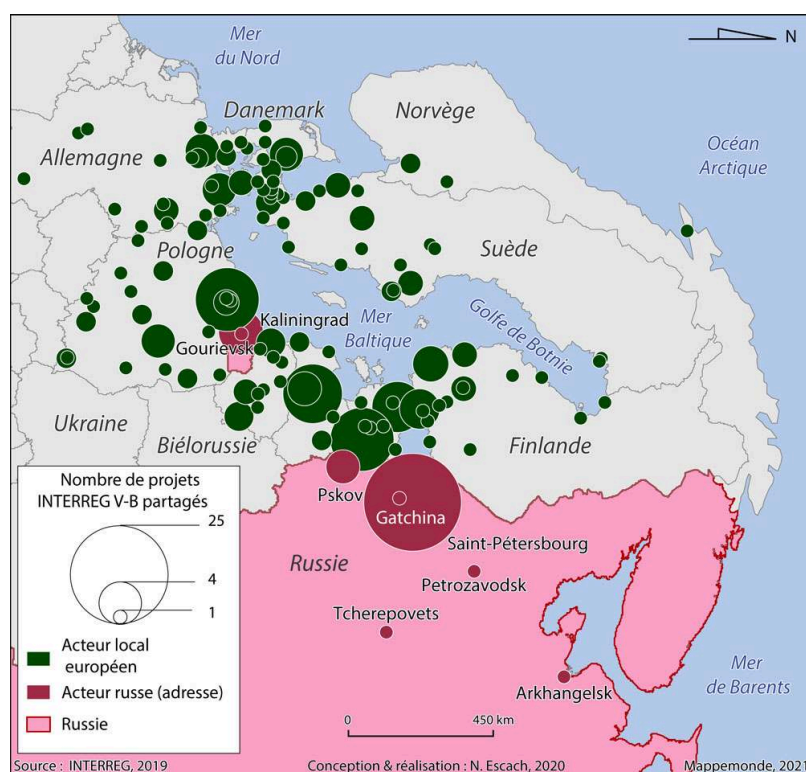 Mer
du Nord
N
Danemark
Norvège
Océan
Arctique
Allemagne
Suède
Pologne
Golfe de Botnie
Kaliningrad
Mer
Baltique
Gourievsk
Ukraine
Biélorussie
Finlande
Nombre de projets
INTERREG V-B partagés
25
4
1
Acteur local
européen
Acteur russe (adresse)
Russie
Pskov
Gatchina
Saint-Pétersbourg
Russie
Petrozavodsk
Tcherepovets
Arkhangelsk
Mer
de Barents
0
450 km
Source : INTERREG, 2019
Conception & réalisation : N. Escach, 2020
Mappemonde, 2021